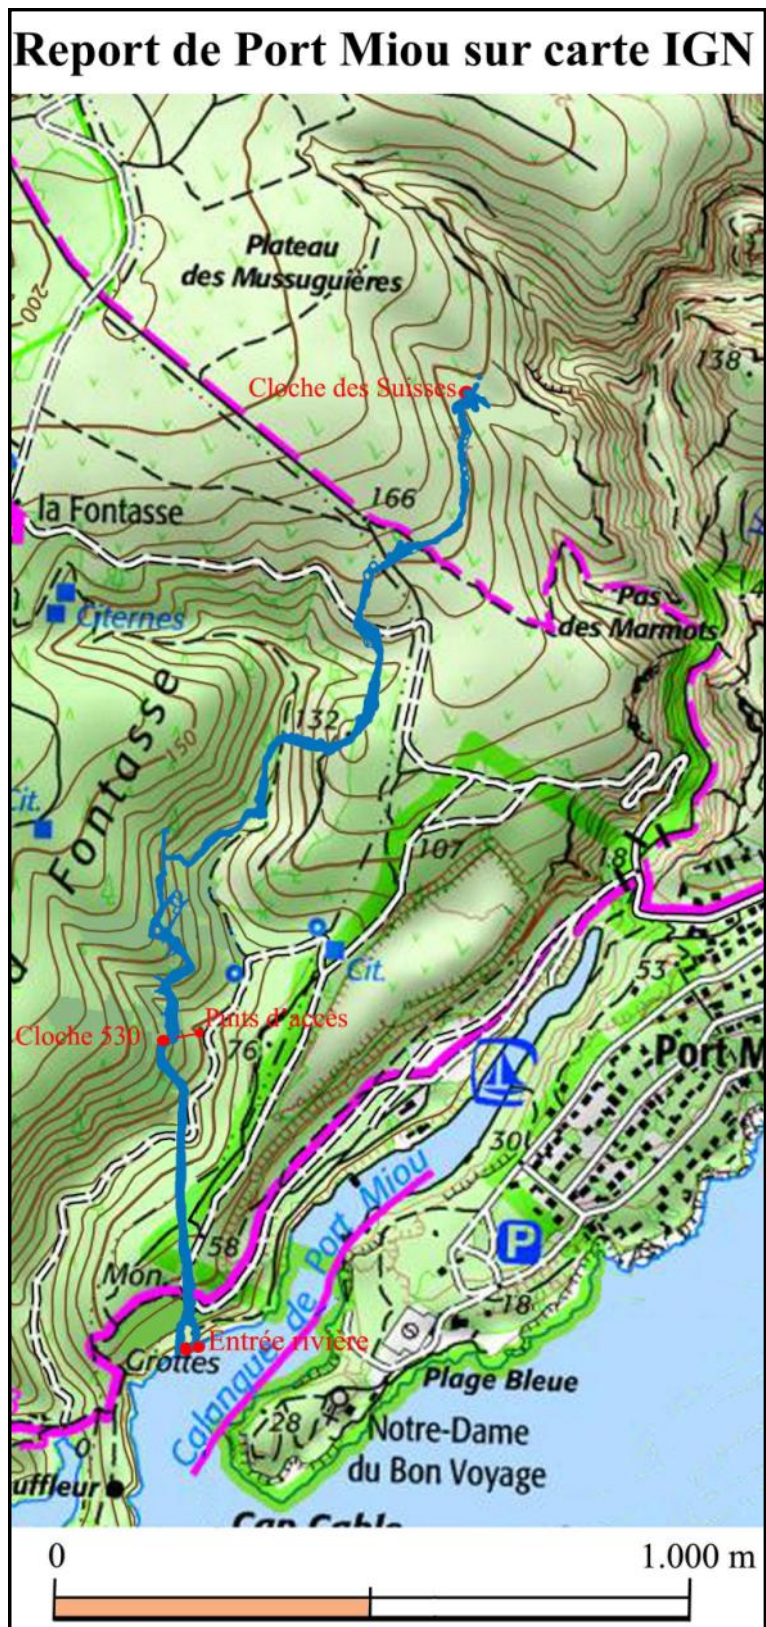 Report de Port Miou sur carte IGN
Plateau
des Mussuguières
200
138
Cloche des Suisses
166
la Fontasse
Citernes
Pas
des Marmots
Fontasse
132
150
Cit.
107
18
Cit.
53
Puits d'accès
Cloche 530
76
Port M
30
Calanque de Port Miou
P
58
Mon.
18
Entrée rivière
Grottes
Plage Bleue
28
Notre-Dame
du Bon Voyage
0
uffleur
Cap Cable
0
1.000 m